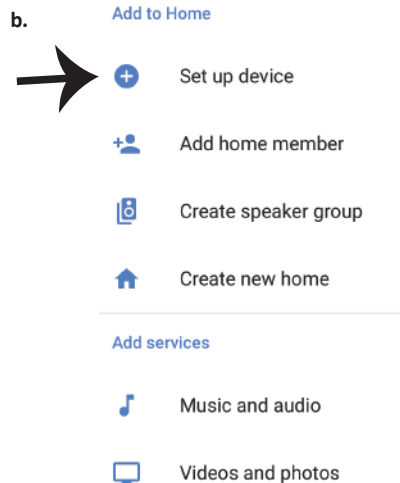 b.
Add to Home
Set up device
Add home member
Create speaker group
Create new home
Add services
Music and audio
Videos and photos